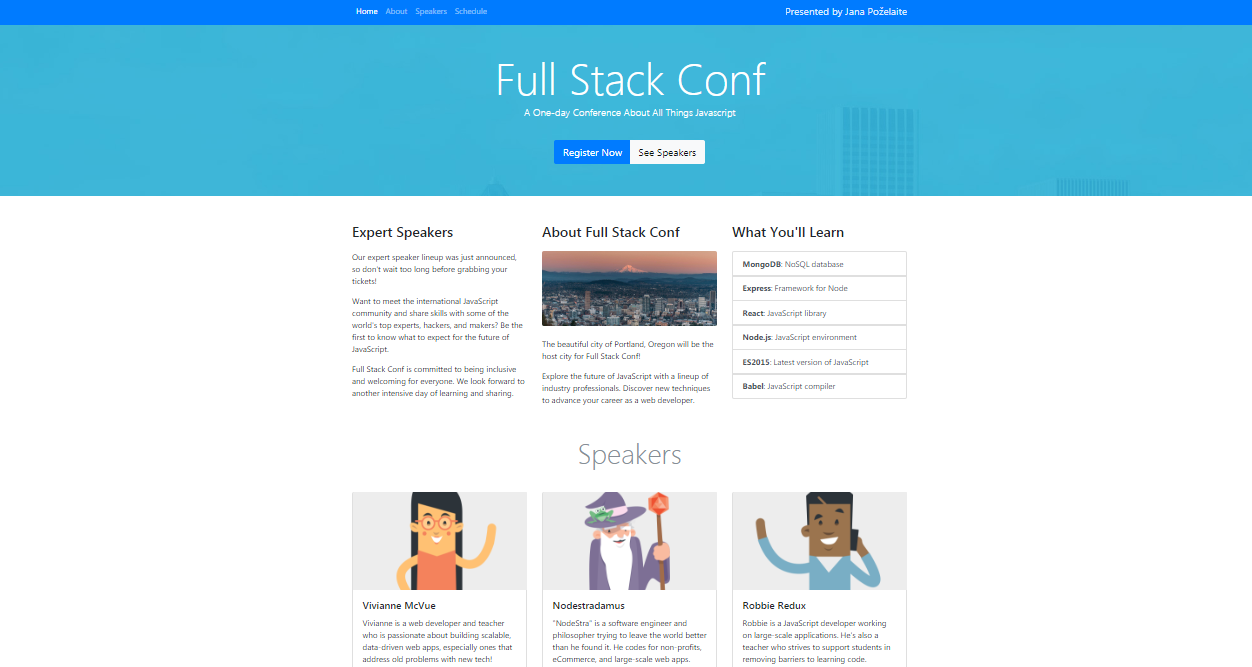 Home About Speakers Schedule
Presented by Jana Poželaite
Full Stack Conf
A One-day Conference About All Things Javascript
Register Now See Speakers
Expert Speakers
Our expert speaker lineup was just announced,
so don't wait too long before grabbing your
tickets!
Want to meet the international JavaScript
community and share skills with some of the
world's top experts, hackers, and makers? Be the
first to know what to expect for the future of
JavaScript.
Full Stack Conf is committed to being inclusive
and welcoming for everyone. We look forward to
another intensive day of learning and sharing.
About Full Stack Conf
The beautiful city of Portland, Oregon will be the
host city for Full Stack Conf!
Explore the future of JavaScript with a lineup of
industry professionals. Discover new techniques
to advance your career as a web developer.
What You'll Learn
MongoDB: NoSQL database
Express: Framework for Node
React: JavaScript library
Node.js: JavaScript environment
ES2015: Latest version of JavaScript
Babel: JavaScript compiler
Speakers
Vivianne McVue
Vivianne is a web developer and teacher
who is passionate about building scalable,
data-driven web apps, especially ones that
address old problems with new tech!
Nodestradamus
"NodeStra" is a software engineer and
philosopher trying to leave the world better
than he found it. He codes for non-profits,
eCommerce, and large-scale web apps.
Robbie Redux
Robbie is a JavaScript developer working
on large-scale applications. He's also a
teacher who strives to support students in
removing barriers to learning code.